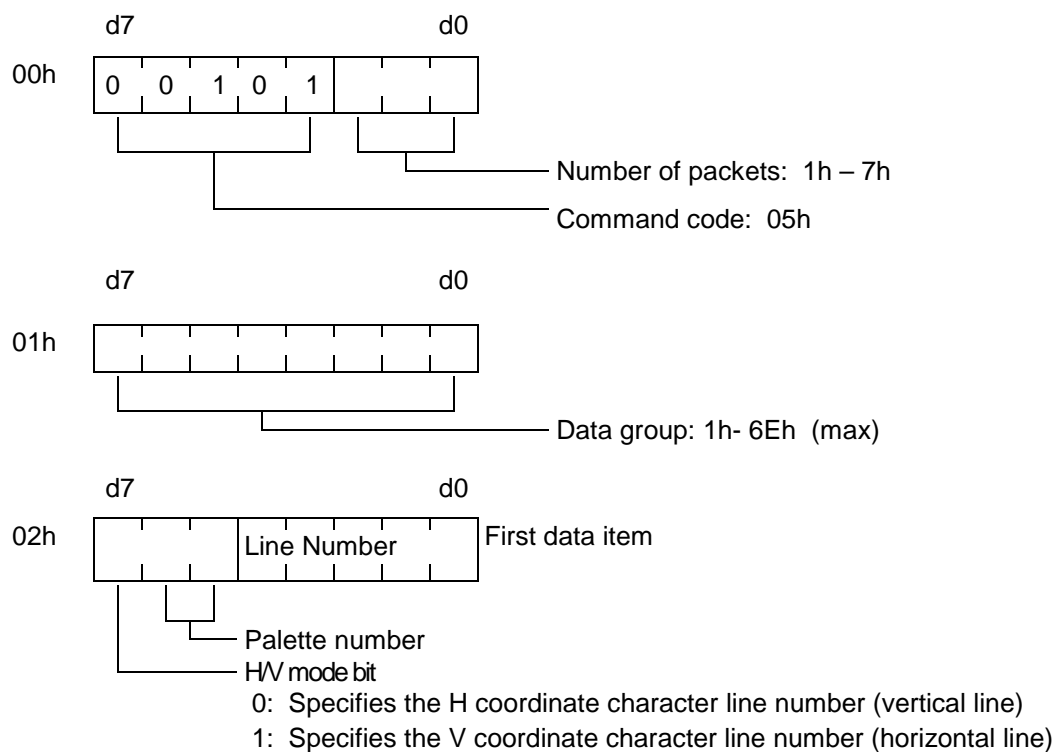 d7 d0
00h 0 0 1 0 1
Number of packets: 1h – 7h
Command code: 05h
d7 d0
01h
Data group: 1h- 6Eh (max)
d7 d0
02h Line Number First data item
Palette number
H/V mode bit
0: Specifies the H coordinate character line number (vertical line)
1: Specifies the V coordinate character line number (horizontal line)